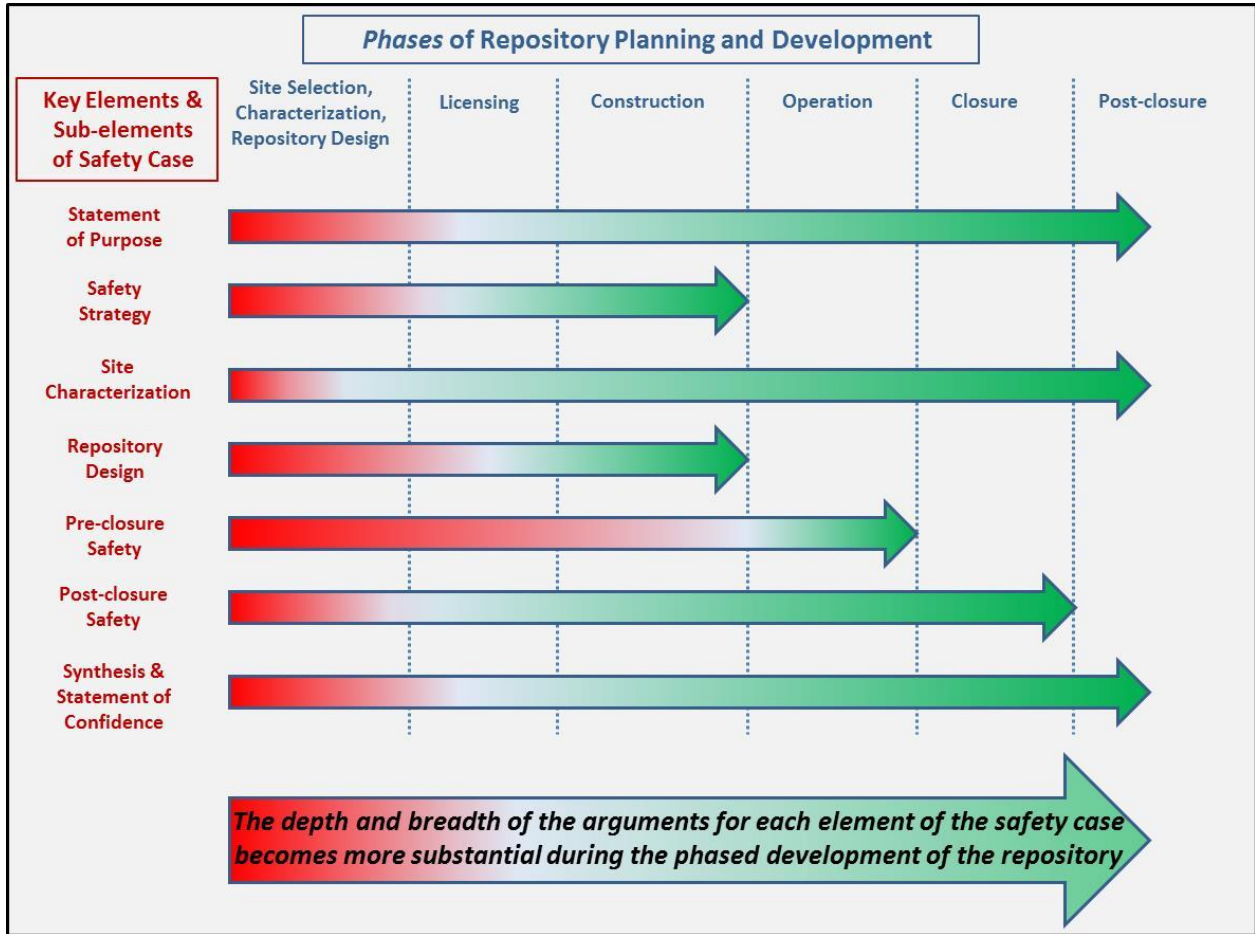 Phases of Repository Planning and Development
Key Elements &
Sub-elements
of Safety Case
Site Selection,
Characterization,
Repository Design
Licensing
Construction
Operation
Closure
Post-closure
Statement
of Purpose
Safety
Strategy
Site
Characterization
Repository
Design
Pre-closure
Safety
Post-closure
Safety
Synthesis &
Statement of
Confidence
The depth and breadth of the arguments for each element of the safety case
becomes more substantial during the phased development of the repository